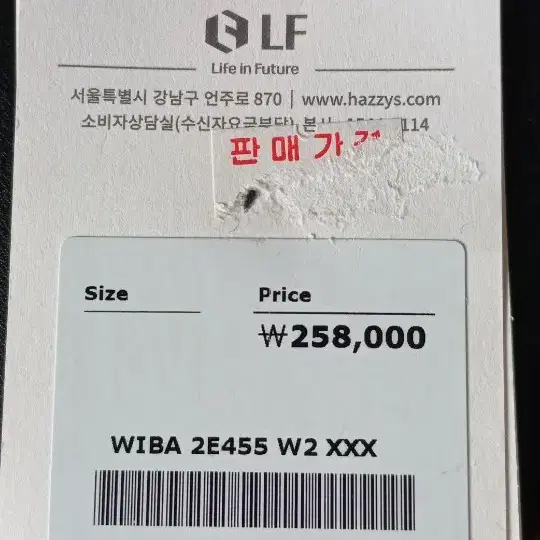 LF
Life in Future
서울특별시 강남구 언주로 870 | www.hazzys.com
소비자상담실(수신자요금부담) 본사 114
판매가격
Size
Price
₩258,000
WIBA 2E455 W2 XXX